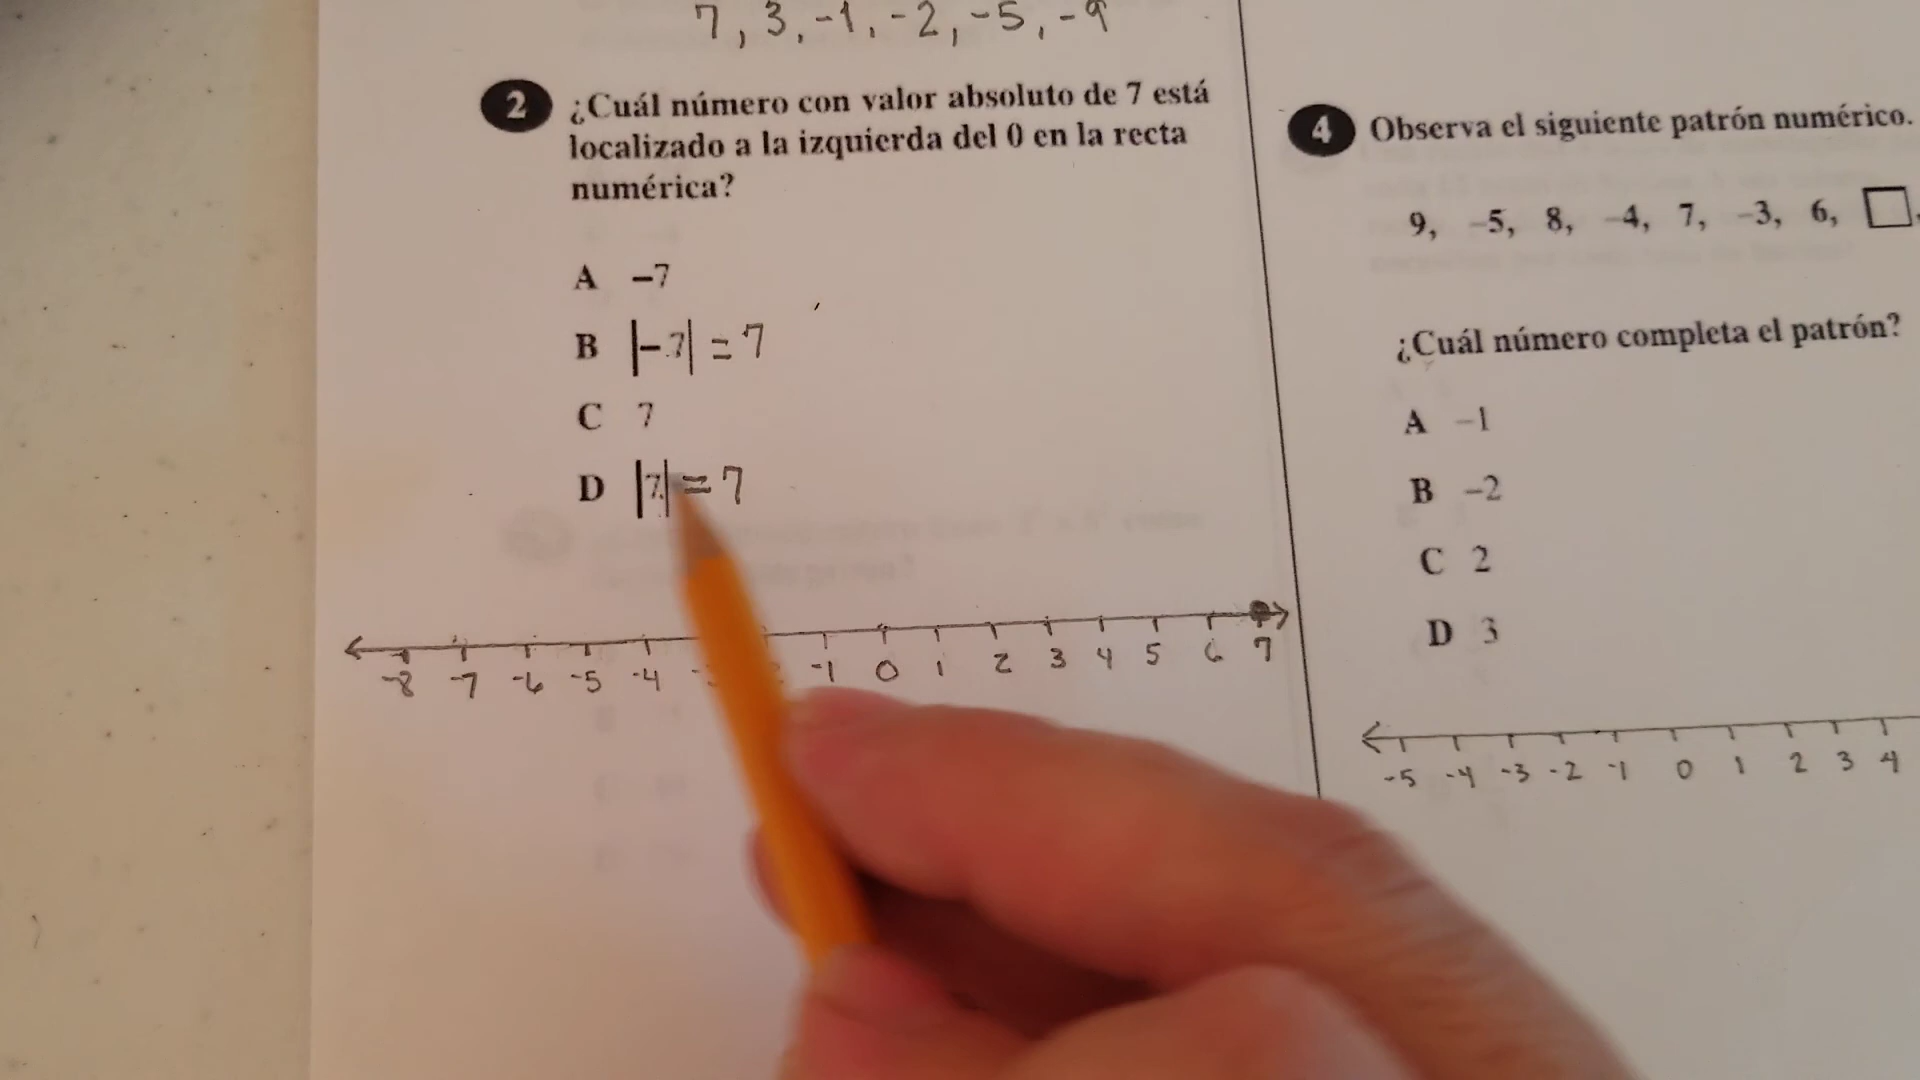 7, 3, -1, -2, -5, -9
2 ¿Cuál número con valor absoluto de 7 está
localizado a la izquierda del 0 en la recta
numérica?
A -7
B |-7| = 7
C 7
D |7| = 7
-8 -7 -6 -5 -4 -1 0 1 2 3 4 5 6 7
4 Observa el siguiente patrón numérico.
9, -5, 8, -4, 7, -3, 6, □,
¿Cuál número completa el patrón?
A -1
B -2
C 2
D 3
-5 -4 -3 -2 -1 0 1 2 3 4